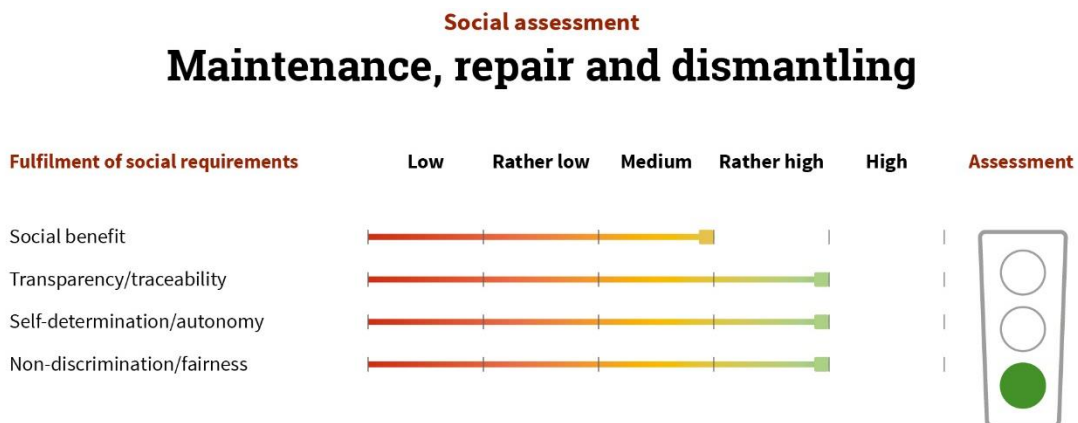 Social assessment
Maintenance, repair and dismantling
Fulfilment of social requirements Low Rather low Medium Rather high High Assessment
Social benefit
Transparency/traceability
Self-determination/autonomy
Non-discrimination/fairness